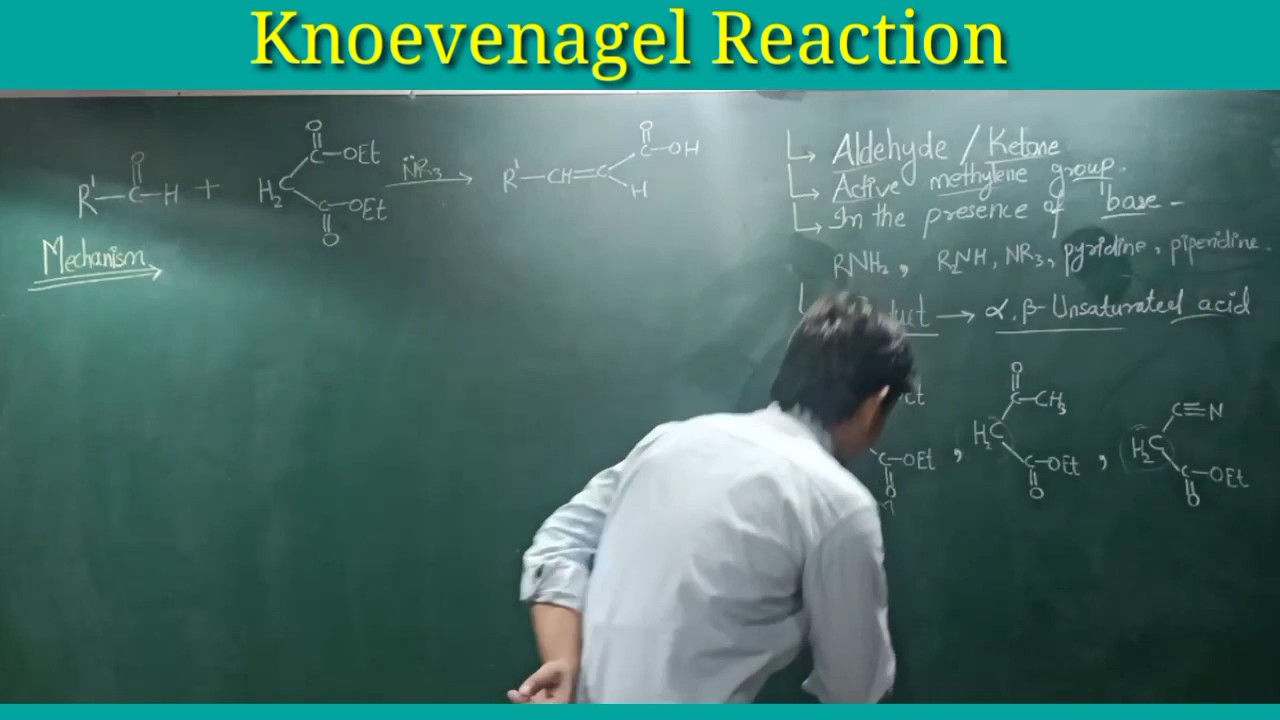 Knoevenagel Reaction
O
O
C—OEt
R'—C—H + H₂C
C—OEt
O
N̈R₃
O
C—OH
R'—CH=C
H
Mechanism
Aldehyde / Ketone
Active methylene group.
In the presence of base -
RNH₂, R₂NH, NR₃, pyridine, piperidine.
→ α,β-Unsaturated acid
C—OEt
O
,
O
C—CH₃
H₂C
C—OEt
O
,
C≡N
H₂C
C—OEt
O